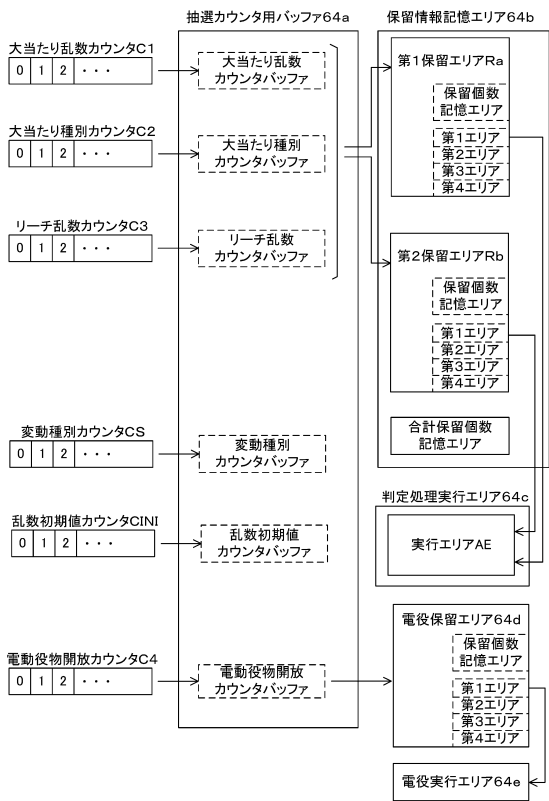 抽選カウンタ用バッファ64a
保留情報記憶エリア64b
大当たり乱数カウンタC1
0 1 2 ・・・
大当たり乱数
カウンタバッファ
大当たり種別カウンタC2
0 1 2 ・・・
大当たり種別
カウンタバッファ
リーチ乱数カウンタC3
0 1 2 ・・・
リーチ乱数
カウンタバッファ
第1保留エリアRa
保留個数
記憶エリア
第1エリア
第2エリア
第3エリア
第4エリア
第2保留エリアRb
保留個数
記憶エリア
第1エリア
第2エリア
第3エリア
第4エリア
合計保留個数
記憶エリア
変動種別カウンタCS
0 1 2 ・・・
変動種別
カウンタバッファ
乱数初期値カウンタCINI
0 1 2 ・・・
乱数初期値
カウンタバッファ
判定処理実行エリア64c
実行エリアAE
電動役物開放カウンタC4
0 1 2 ・・・
電動役物開放
カウンタバッファ
電役保留エリア64d
保留個数
記憶エリア
第1エリア
第2エリア
第3エリア
第4エリア
電役実行エリア64e